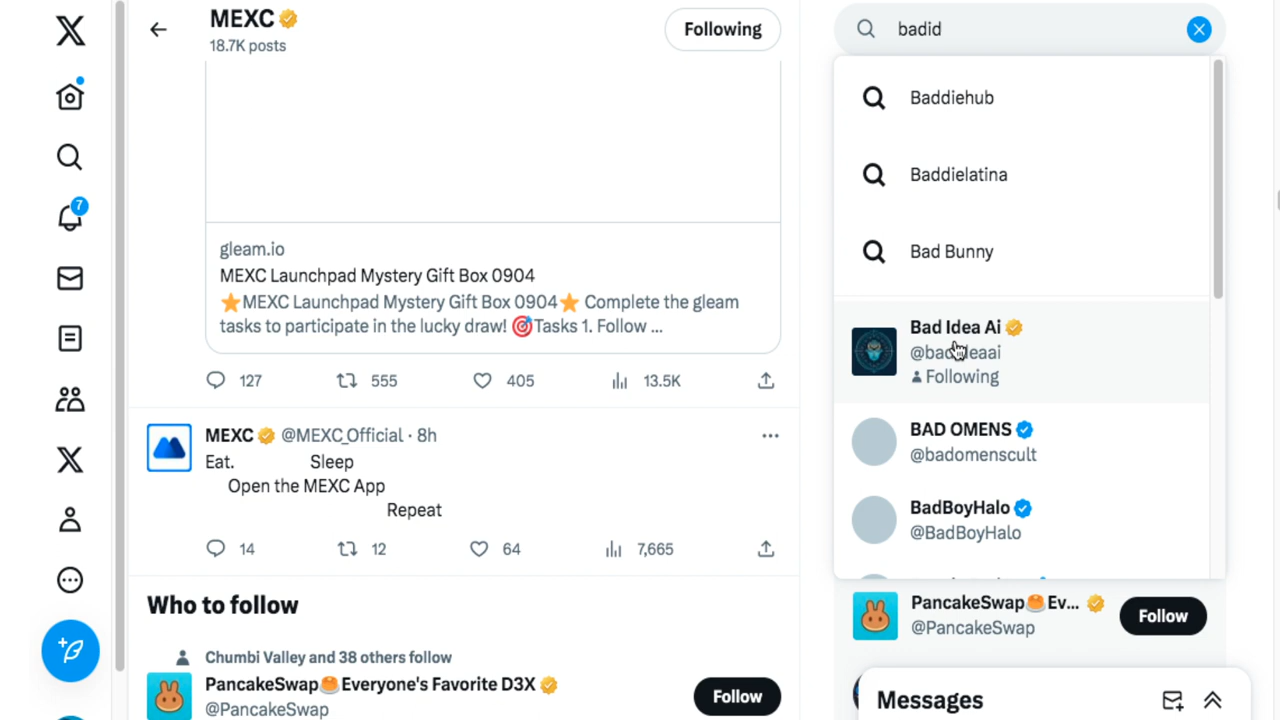 MEXC
18.7K posts
Following
badid
Baddiehub
Baddielatina
Bad Bunny
Bad Idea Ai
@badideaai
Following
BAD OMENS
@badomenscult
BadBoyHalo
@BadBoyHalo
gleam.io
MEXC Launchpad Mystery Gift Box 0904
⭐MEXC Launchpad Mystery Gift Box 0904⭐ Complete the gleam
tasks to participate in the lucky draw! 🎯Tasks 1. Follow ...
127 555 405 13.5K
MEXC @MEXC_Official · 8h
Eat. Sleep
Open the MEXC App
Repeat
14 12 64 7,665
Who to follow
Chumbi Valley and 38 others follow
PancakeSwap🥞Everyone's Favorite D3X
@PancakeSwap
Follow
PancakeSwap🥞Ev...
@PancakeSwap
Follow
Messages
7